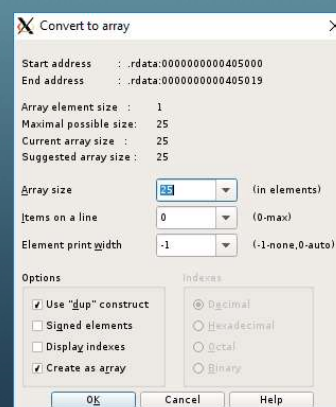 Convert to array
Start address : .rdata:0000000000405000
End address : .rdata:0000000000405019
Array element size : 1
Maximal possible size: 25
Current array size : 25
Suggested array size : 25
Array size 25 (in elements)
Items on a line 0 (0-max)
Element print width -1 (-1-none,0-auto)
Options Indexes
Use "dup" construct Decimal
Signed elements Hexadecimal
Display indexes Octal
Create as array Binary
OK Cancel Help